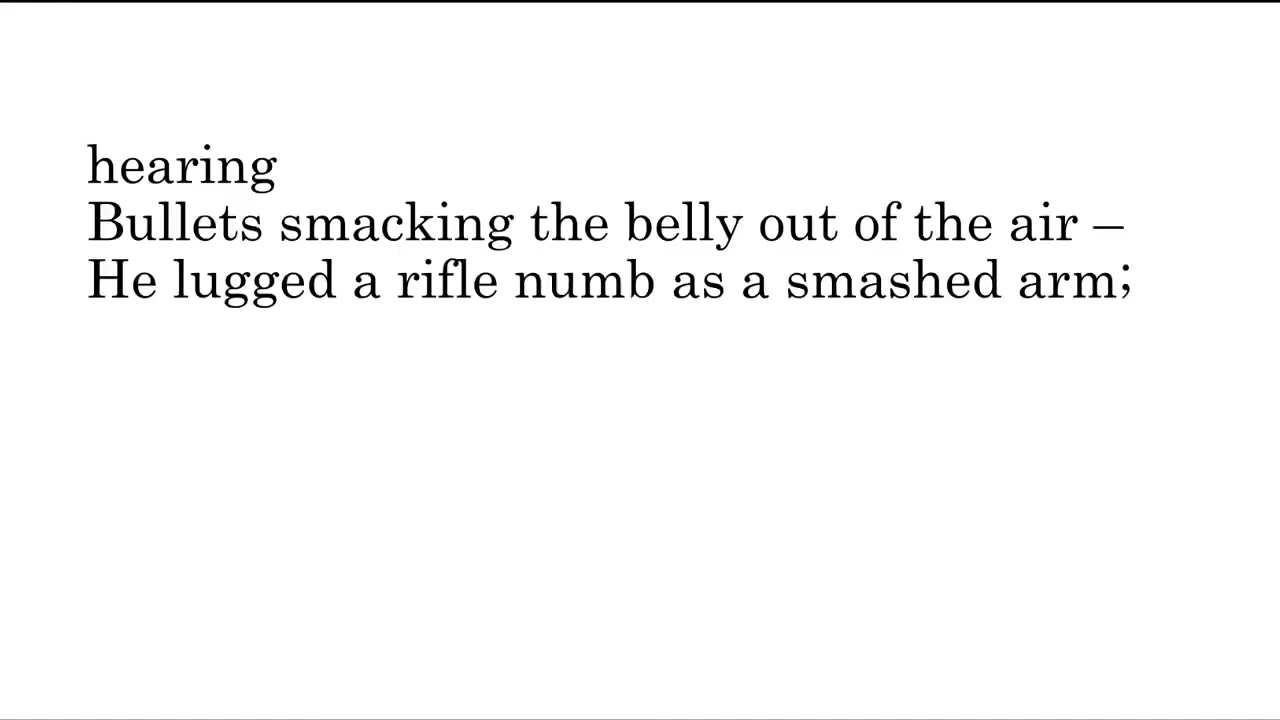 hearing
Bullets smacking the belly out of the air –
He lugged a rifle numb as a smashed arm;